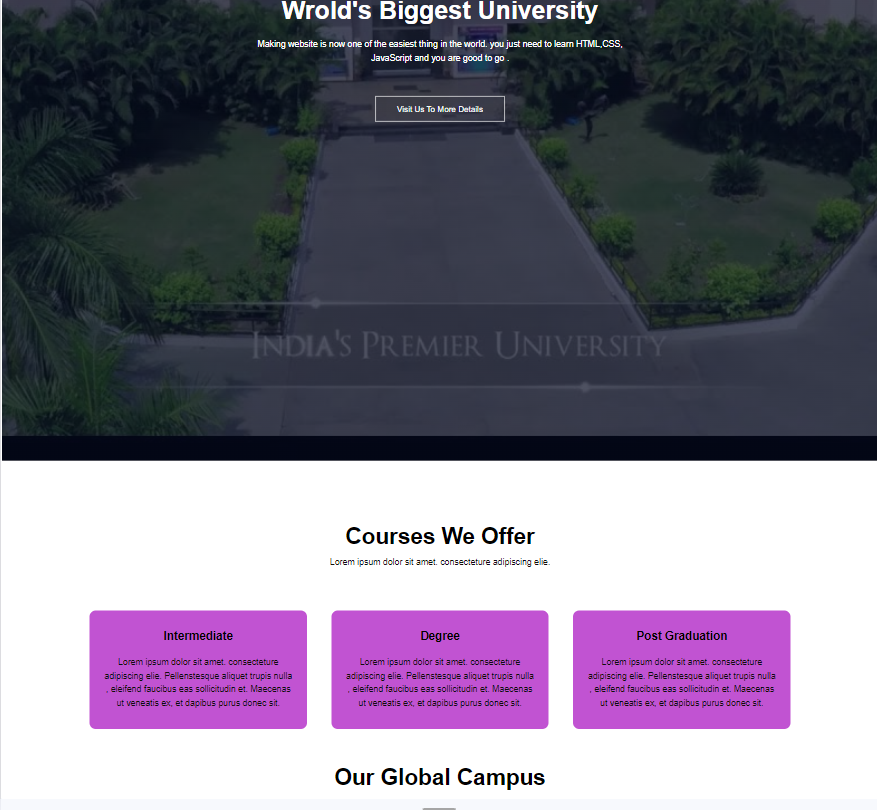 Wrold's Biggest University
Making website is now one of the easiest thing in the world. you just need to learn HTML,CSS,
JavaScript and you are good to go .
Visit Us To More Details
India's Premier University
Courses We Offer
Lorem ipsum dolor sit amet. consecteture adipiscing elie.
Intermediate
Lorem ipsum dolor sit amet. consecteture
adipiscing elie. Pellenstesque aliquet trupis nulla
, eleifend faucibus eas sollicitudin et. Maecenas
ut veneatis ex, et dapibus purus donec sit.
Degree
Lorem ipsum dolor sit amet. consecteture
adipiscing elie. Pellenstesque aliquet trupis nulla
, eleifend faucibus eas sollicitudin et. Maecenas
ut veneatis ex, et dapibus purus donec sit.
Post Graduation
Lorem ipsum dolor sit amet. consecteture
adipiscing elie. Pellenstesque aliquet trupis nulla
, eleifend faucibus eas sollicitudin et. Maecenas
ut veneatis ex, et dapibus purus donec sit.
Our Global Campus